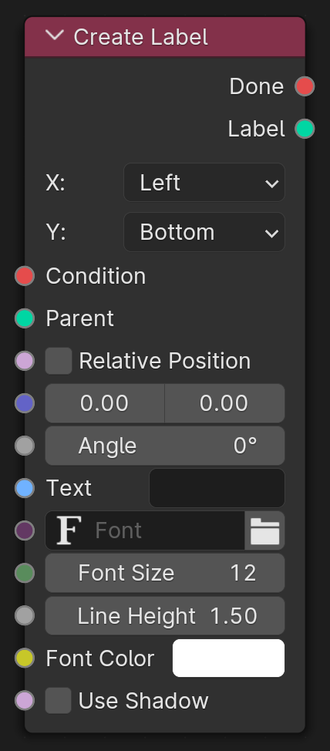 Create Label
Done
Label
X: Left
Y: Bottom
Condition
Parent
Relative Position
0.00 0.00
Angle 0°
Text
F Font
Font Size 12
Line Height 1.50
Font Color
Use Shadow